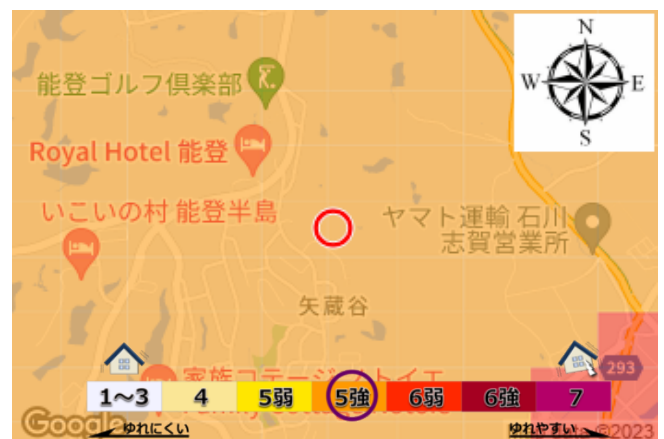 N
W
E
S
能登ゴルフ倶楽部
Royal Hotel 能登
いこいの村 能登半島
ヤマト運輸 石川
志賀営業所
矢蔵谷
293
1～3 4 5弱 5強 6弱 6強 7
Google
ゆれにくい
ゆれやすい
©2023